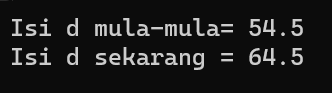 Isi d mula-mula= 54.5
Isi d sekarang = 64.5